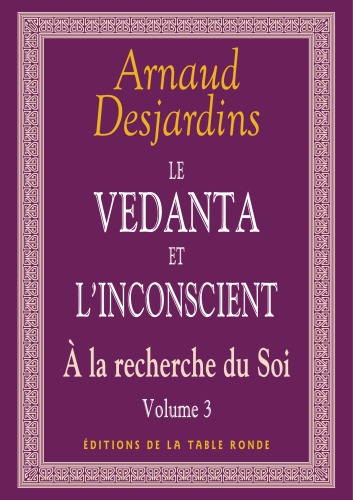 Arnaud
Desjardins
LE
VEDANTA
ET
L'INCONSCIENT
À la recherche du Soi
Volume 3
ÉDITIONS DE LA TABLE RONDE